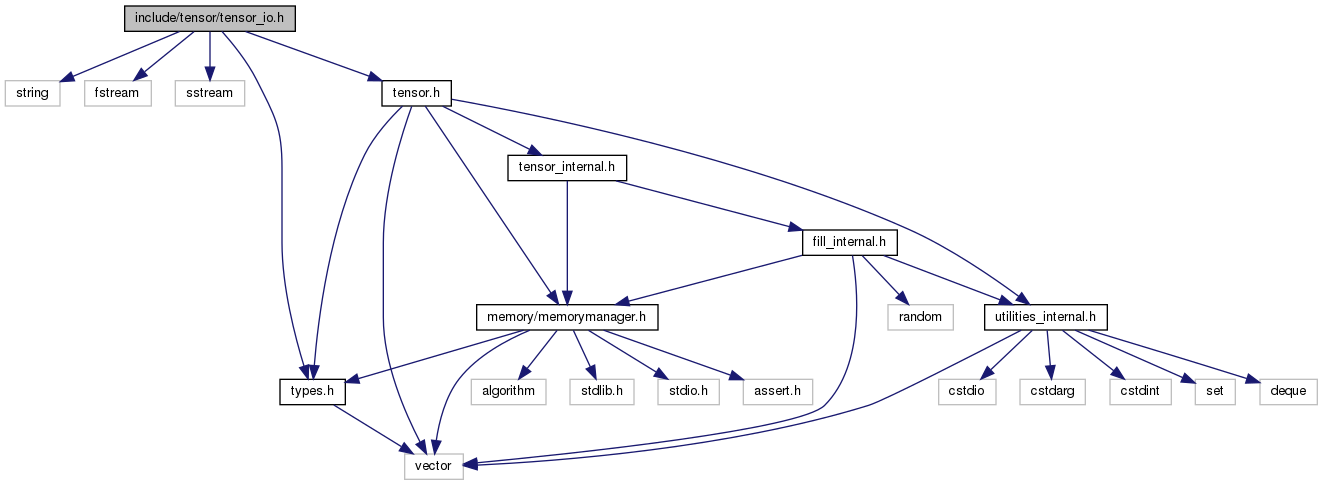 include/tensor/tensor_io.h
string
fstream
sstream
tensor.h
tensor_internal.h
fill_internal.h
memory/memorymanager.h
random
utilities_internal.h
types.h
algorithm
stdlib.h
stdio.h
assert.h
cstdio
cstdarg
cstdint
set
deque
vector